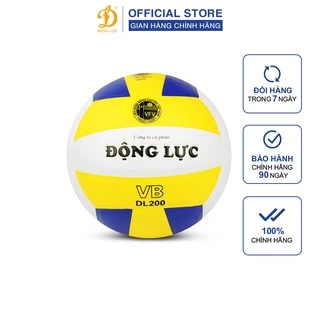 ĐỘNG LỰC
OFFICIAL STORE
GIAN HÀNG CHÍNH HÃNG
VFV
Công ty cổ phần
ĐỘNG LỰC
VB
DL200
ĐỔI HÀNG
TRONG 7 NGÀY
BẢO HÀNH
CHÍNH HÃNG
90 NGÀY
100%
CHÍNH HÃNG